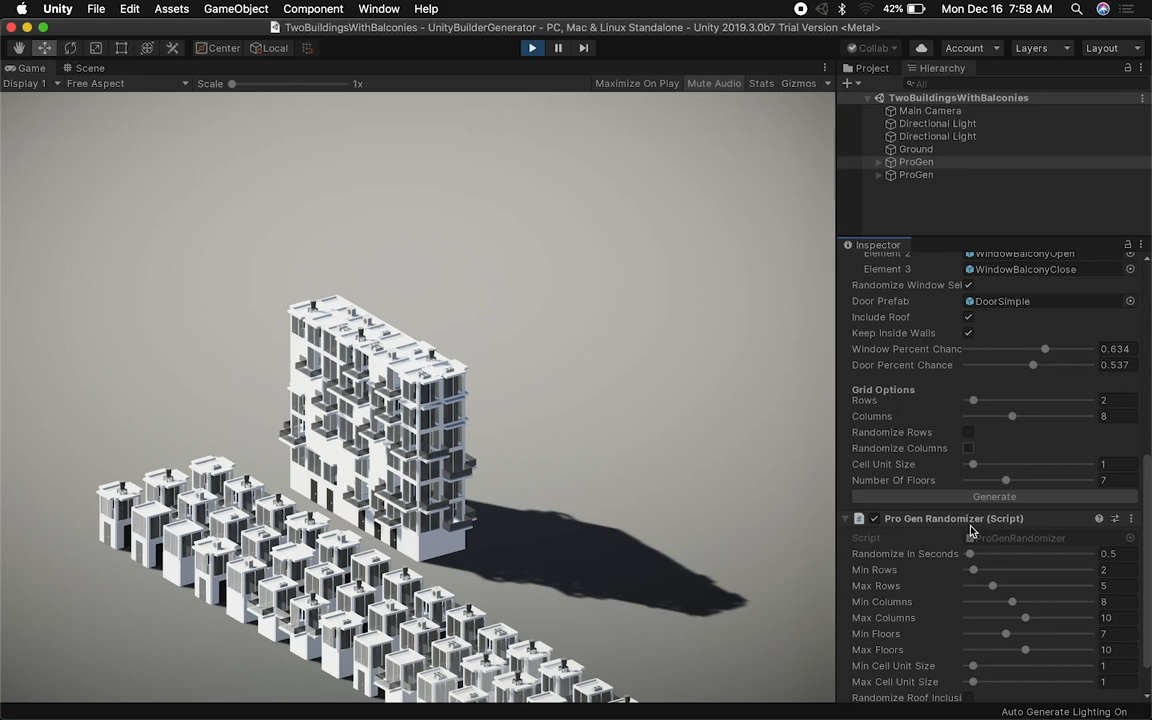 Unity File Edit Assets GameObject Component Window Help 42% Mon Dec 16 7:58 AM
TwoBuildingsWithBalconies - UnityBuilderGenerator - PC, Mac & Linux Standalone - Unity 2019.3.0b7 Trial Version <Metal>
Center Local Collab Account Layers Layout
Game Scene Project Hierarchy
Display 1 Free Aspect Scale 1x Maximize On Play Mute Audio Stats Gizmos All
TwoBuildingsWithBalconies
Main Camera
Directional Light
Directional Light
Ground
ProGen
ProGen
Inspector
Element 2 WindowBalconyOpen
Element 3 WindowBalconyClose
Randomize Window Sel
Door Prefab DoorSimple
Include Roof
Keep Inside Walls
Window Percent Chanc 0.634
Door Percent Chance 0.537
Grid Options
Rows 2
Columns 8
Randomize Rows
Randomize Columns
Cell Unit Size 1
Number Of Floors 7
Generate
# Pro Gen Randomizer (Script)
Script ProGenRandomizer
Randomize In Seconds 0.5
Min Rows 2
Max Rows 5
Min Columns 8
Max Columns 10
Min Floors 7
Max Floors 10
Min Cell Unit Size 1
Max Cell Unit Size 1
Randomize Roof Inclusi
Auto Generate Lighting On